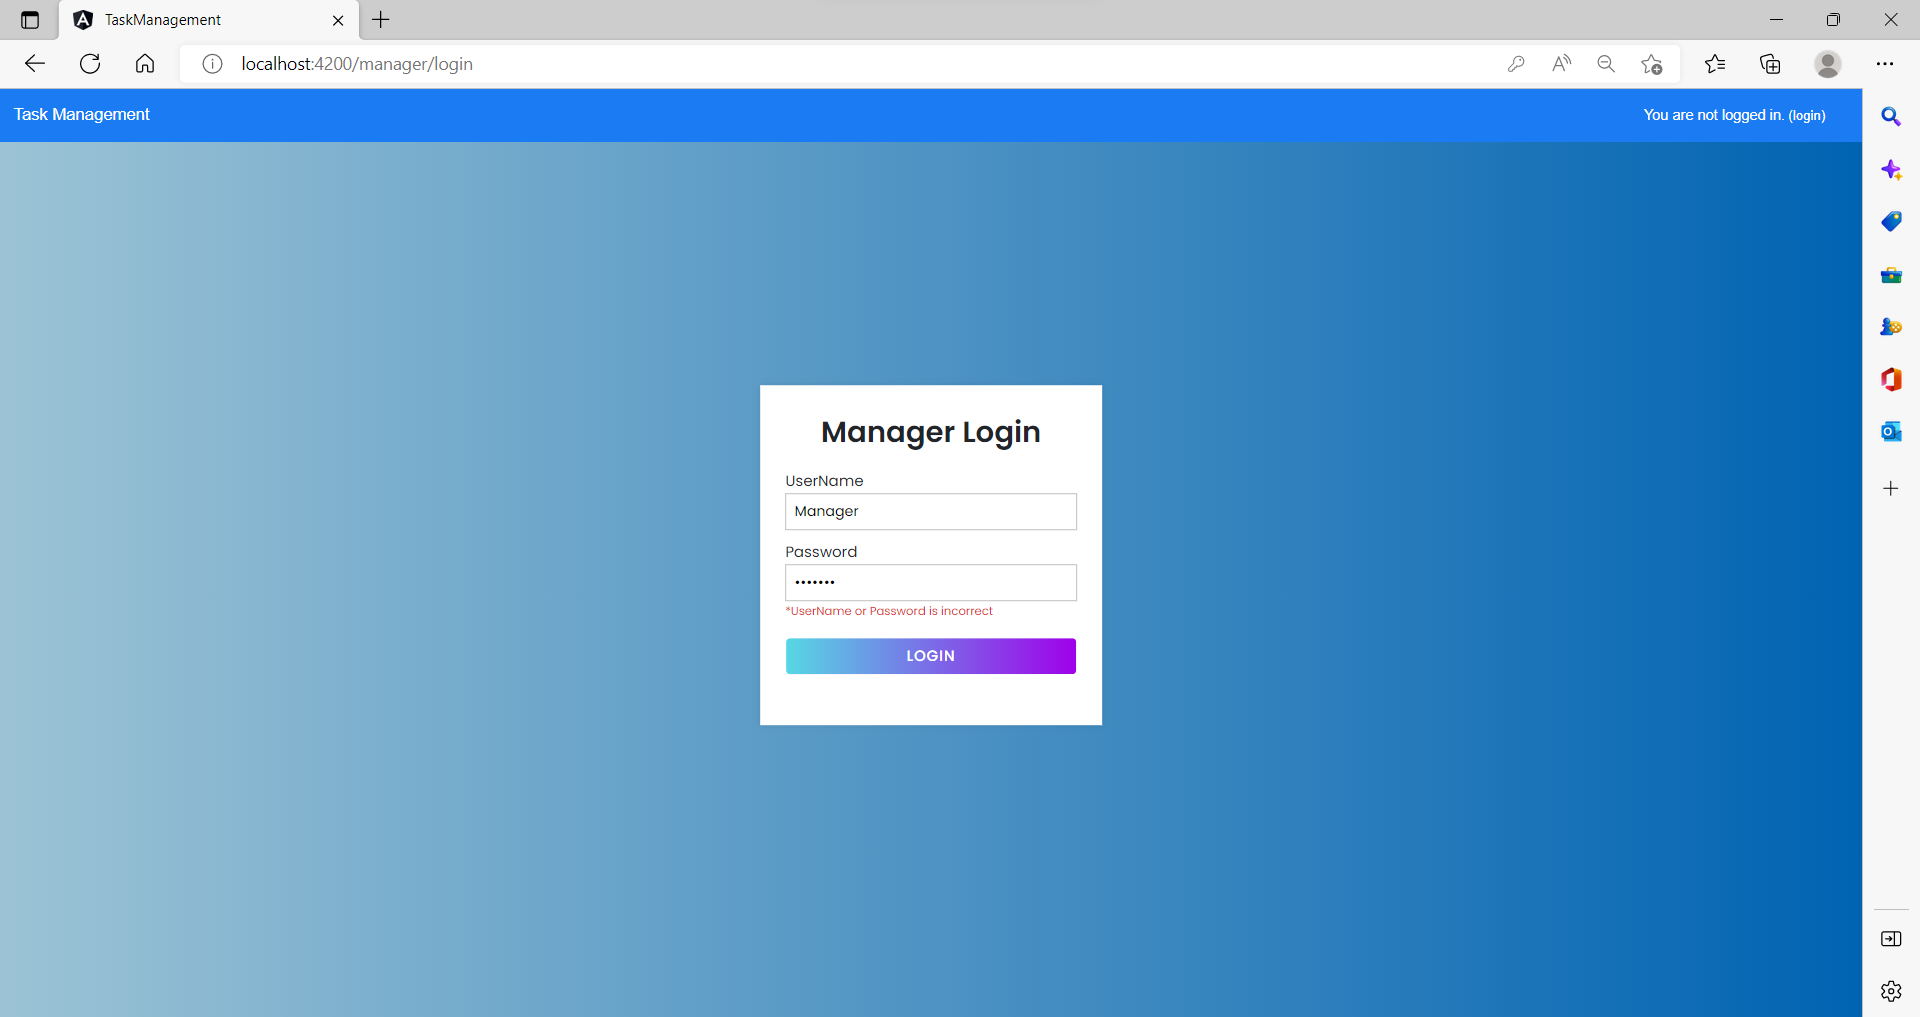 TaskManagement
localhost:4200/manager/login
Task Management
You are not logged in. (login)
Manager Login
UserName
Manager
Password
•••••••
*UserName or Password is incorrect
LOGIN